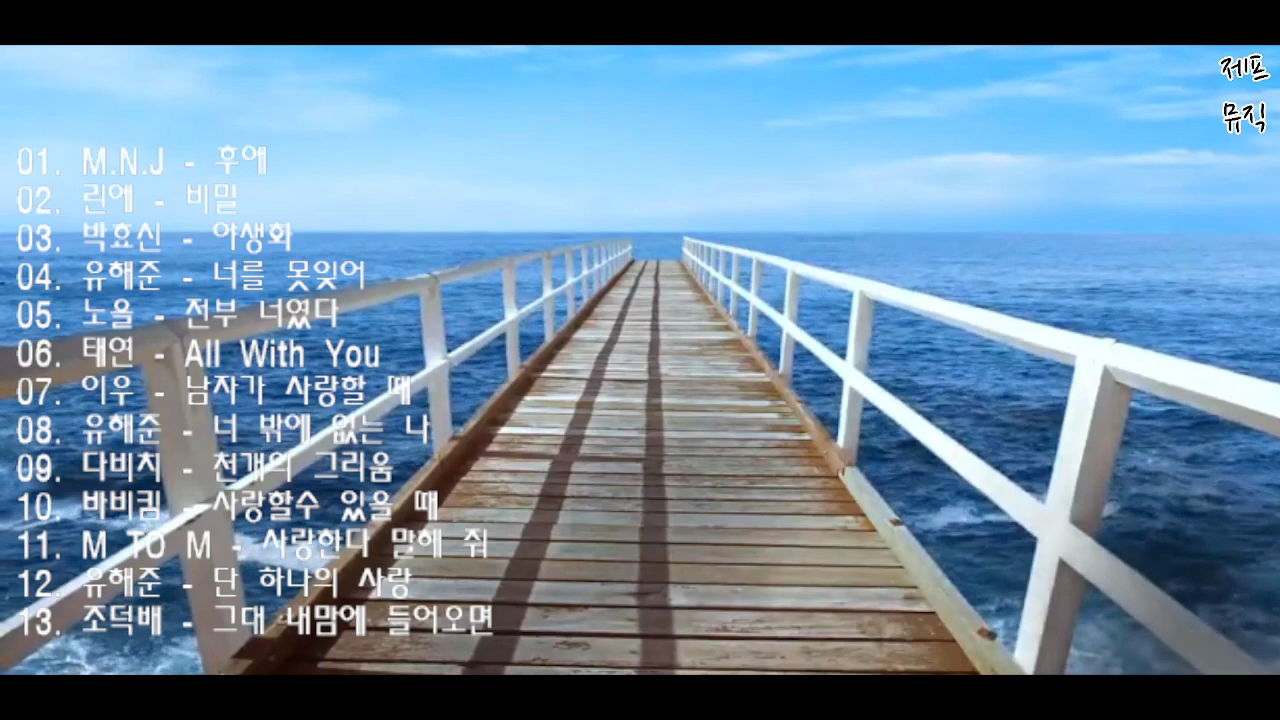 제프
뮤직
01. M.N.J - 후애
02. 린애 - 비밀
03. 박효신 - 야생화
04. 유해준 - 너를 못잊어
05. 노을 - 전부 너였다
06. 태연 - All With You
07. 이우 - 남자가 사랑할 때
08. 유해준 - 너 밖에 없는 나
09. 다비치 - 천개의 그리움
10. 바비킴 - 사랑할수 있을 때
11. M TO M - 사랑한다 말해 줘
12. 유해준 - 단 하나의 사랑
13. 조덕배 - 그대 내맘에 들어오면